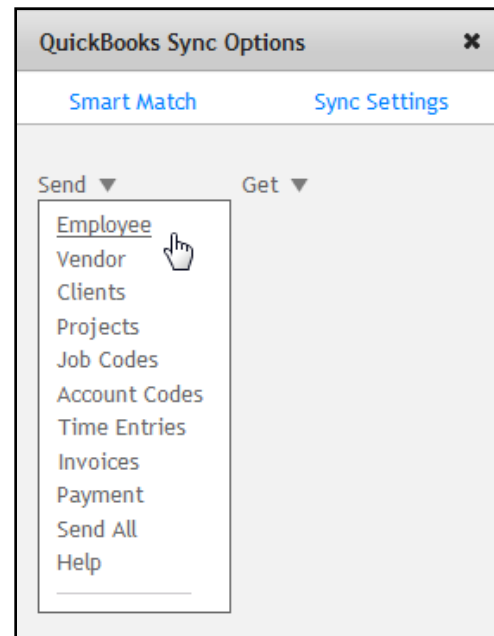 QuickBooks Sync Options ✖
Smart Match Sync Settings
Send ▼ Get ▼
Employee
Vendor
Clients
Projects
Job Codes
Account Codes
Time Entries
Invoices
Payment
Send All
Help